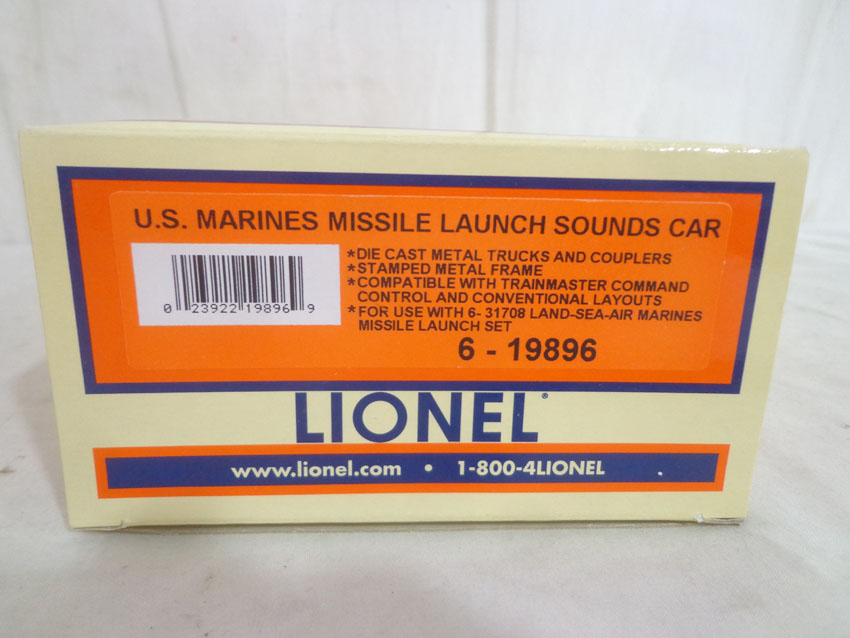 U.S. MARINES MISSILE LAUNCH SOUNDS CAR
*DIE CAST METAL TRUCKS AND COUPLERS
*STAMPED METAL FRAME
*COMPATIBLE WITH TRAINMASTER COMMAND
CONTROL AND CONVENTIONAL LAYOUTS
*FOR USE WITH 6- 31708 LAND-SEA-AIR MARINES
MISSILE LAUNCH SET
0 23922 19896 9
6 - 19896
LIONEL®
www.lionel.com • 1-800-4LIONEL